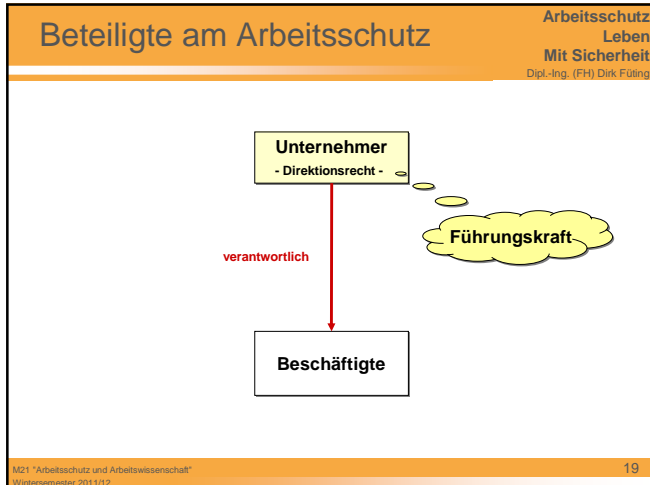 Beteiligte am Arbeitsschutz
Arbeitsschutz
Leben
Mit Sicherheit
Dipl.-Ing. (FH) Dirk Füting
Unternehmer
- Direktionsrecht -
Führungskraft
verantwortlich
Beschäftigte
M21 "Arbeitsschutz und Arbeitswissenschaft"
Wintersemester 2011/12
19